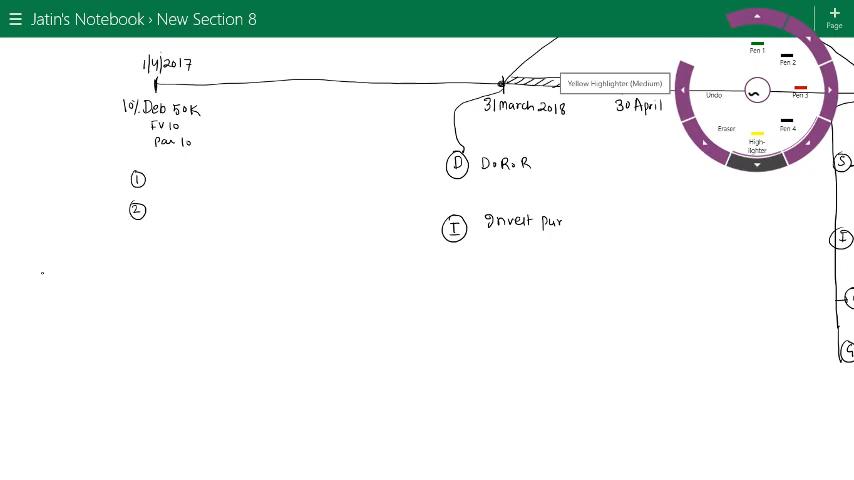 Jatin's Notebook › New Section 8
Page
1/4/2017
10% Deb 50K
FV 10
Par 10
1
2
31 March 2018
30 April
D D.R.R
I Invest pur
S
I
Yellow Highlighter (Medium)
Pen 1
Pen 2
Undo
Pen 3
Eraser
Pen 4
High-
lighter